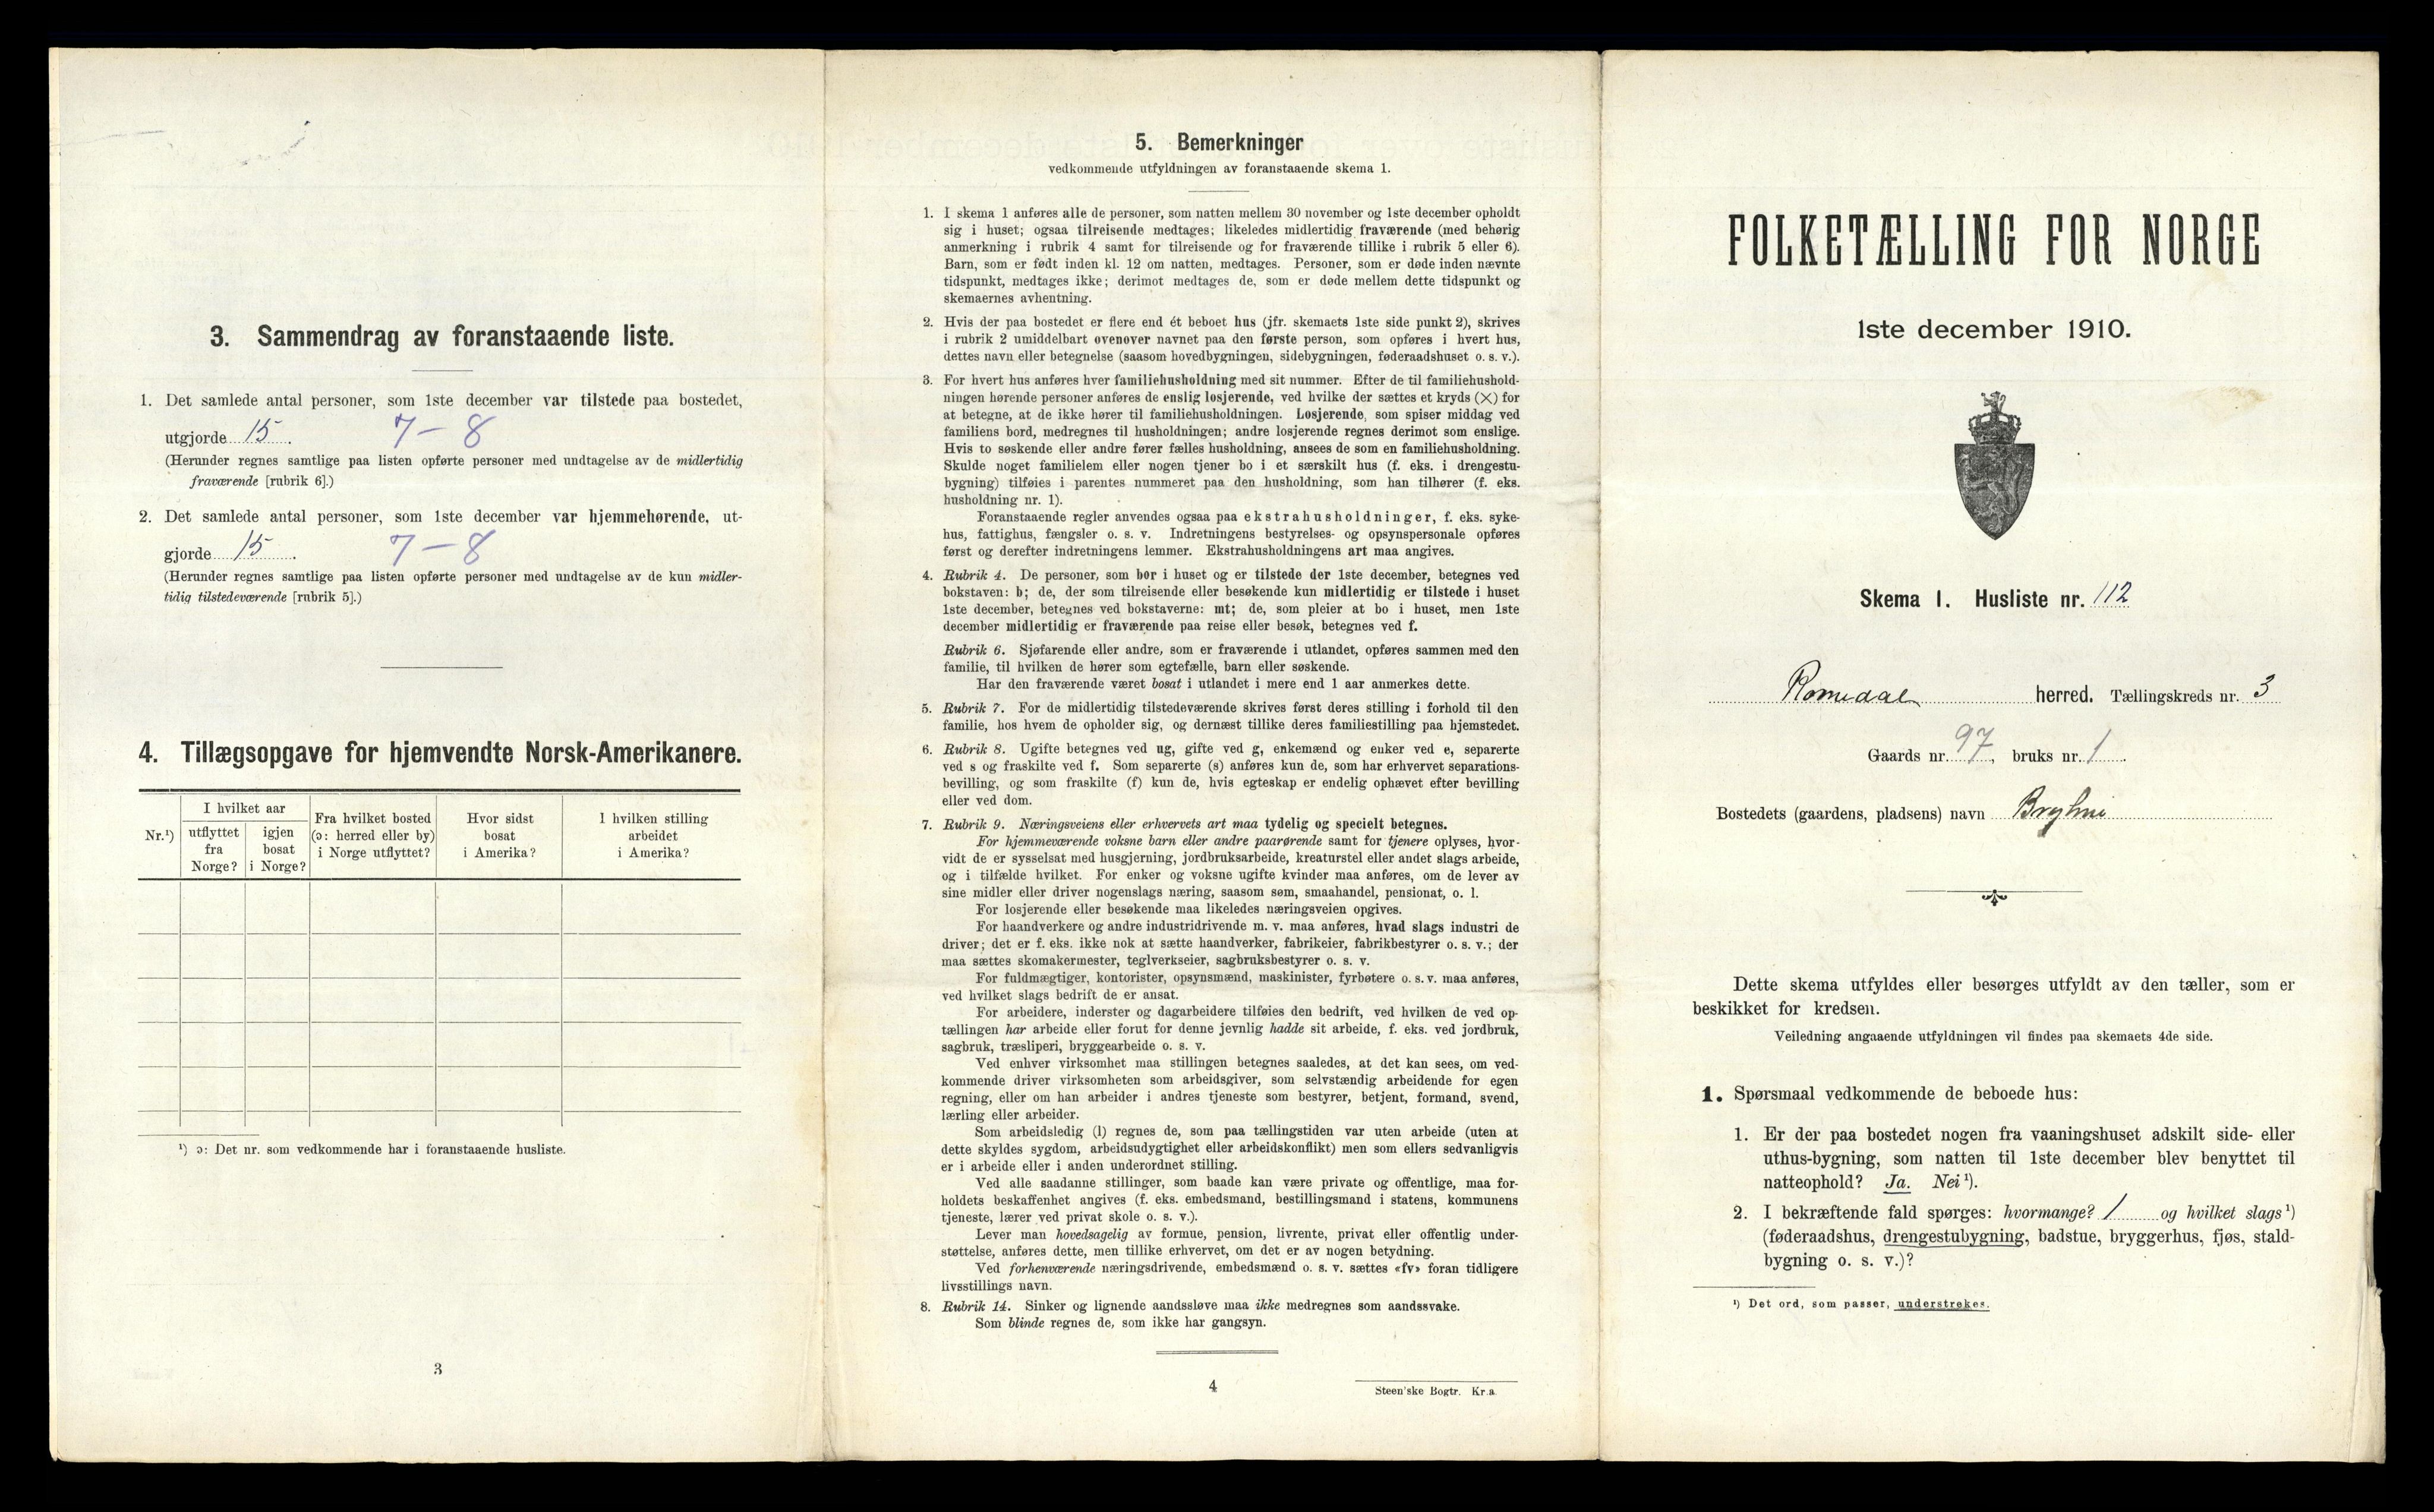 3. Sammendrag av foranstaaende liste.
1. Det samlede antal personer, som 1ste december var tilstede paa bostedet,
utgjorde 15. 7 – 8
(Herunder regnes samtlige paa listen opførte personer med undtagelse av de midlertidig
fraværende [rubrik 6].)
2. Det samlede antal personer, som 1ste december var hjemmehørende, ut-
gjorde 15. 7 – 8
(Herunder regnes samtlige paa listen opførte personer med undtagelse av de kun midler-
tidig tilstedeværende [rubrik 5].)
4. Tillægsopgave for hjemvendte Norsk-Amerikanere.
Nr.¹)
I hvilket aar
utflyttet
fra
Norge?
igjen
bosat
i Norge?
Fra hvilket bosted
(ɔ: herred eller by)
i Norge utflyttet?
Hvor sidst
bosat
i Amerika?
I hvilken stilling
arbeidet
i Amerika?
¹) ɔ: Det nr. som vedkommende har i foranstaaende husliste.
3
5. Bemerkninger
vedkommende utfyldningen av foranstaaende skema 1.
1. I skema 1 anføres alle de personer, som natten mellem 30 november og 1ste december opholdt
sig i huset; ogsaa tilreisende medtages; likeledes midlertidig fraværende (med behørig
anmerkning i rubrik 4 samt for tilreisende og for fraværende tillike i rubrik 5 eller 6).
Barn, som er født inden kl. 12 om natten, medtages. Personer, som er døde inden nævnte
tidspunkt, medtages ikke; derimot medtages de, som er døde mellem dette tidspunkt og
skemaernes avhentning.
2. Hvis der paa bostedet er flere end ét beboet hus (jfr. skemaets 1ste side punkt 2), skrives
i rubrik 2 umiddelbart ovenover navnet paa den første person, som opføres i hvert hus,
dettes navn eller betegnelse (saasom hovedbygningen, sidebygningen, føderaadshuset o. s. v.).
3. For hvert hus anføres hver familiehusholdning med sit nummer. Efter de til familiehushold-
ningen hørende personer anføres de enslig losjerende, ved hvilke der sættes et kryds (×) for
at betegne, at de ikke hører til familiehusholdningen. Losjerende, som spiser middag ved
familiens bord, medregnes til husholdningen; andre losjerende regnes derimot som enslige.
Hvis to søskende eller andre fører fælles husholdning, ansees de som en familiehusholdning.
Skulde noget familielem eller nogen tjener bo i et særskilt hus (f. eks. i drengestu-
bygning) tilføies i parentes nummeret paa den husholdning, som han tilhører (f. eks.
husholdning nr. 1).
Foranstaaende regler anvendes ogsaa paa ekstrahusholdninger, f. eks. syke-
hus, fattighus, fængsler o. s. v. Indretningens bestyrelses- og opsynspersonale opføres
først og derefter indretningens lemmer. Ekstrahusholdningens art maa angives.
4. Rubrik 4. De personer, som bor i huset og er tilstede der 1ste december, betegnes ved
bokstaven: b; de, der som tilreisende eller besøkende kun midlertidig er tilstede i huset
1ste december, betegnes ved bokstaverne: mt; de, som pleier at bo i huset, men 1ste
december midlertidig er fraværende paa reise eller besøk, betegnes ved f.
Rubrik 6. Sjøfarende eller andre, som er fraværende i utlandet, opføres sammen med den
familie, til hvilken de hører som egtefælle, barn eller søskende.
Har den fraværende været bosat i utlandet i mere end 1 aar anmerkes dette.
5. Rubrik 7. For de midlertidig tilstedeværende skrives først deres stilling i forhold til den
familie, hos hvem de opholder sig, og dernæst tillike deres familiestilling paa hjemstedet.
6. Rubrik 8. Ugifte betegnes ved ug, gifte ved g, enkemænd og enker ved e, separerte
ved s og fraskilte ved f. Som separerte (s) anføres kun de, som har erhvervet separations-
bevilling, og som fraskilte (f) kun de, hvis egteskap er endelig ophævet efter bevilling
eller ved dom.
7. Rubrik 9. Næringsveiens eller erhvervets art maa tydelig og specielt betegnes.
For hjemmeværende voksne barn eller andre paarørende samt for tjenere oplyses, hvor-
vidt de er sysselsat med husgjerning, jordbruksarbeide, kreaturstel eller andet slags arbeide,
og i tilfælde hvilket. For enker og voksne ugifte kvinder maa anføres, om de lever av
sine midler eller driver nogenslags næring, saasom søm, smaahandel, pensionat, o. l.
For losjerende eller besøkende maa likeledes næringsveien opgives.
For haandverkere og andre industridrivende m. v. maa anføres, hvad slags industri de
driver; det er f. eks. ikke nok at sætte haandverker, fabrikeier, fabrikbestyrer o. s. v.; der
maa sættes skomakermester, teglverkseier, sagbruksbestyrer o. s. v.
For fuldmægtiger, kontorister, opsynsmænd, maskinister, fyrbøtere o. s. v. maa anføres,
ved hvilket slags bedrift de er ansat.
For arbeidere, inderster og dagarbeidere tilføies den bedrift, ved hvilken de ved op-
tællingen har arbeide eller forut for denne jevnlig hadde sit arbeide, f. eks. ved jordbruk,
sagbruk, træsliperi, bryggearbeide o. s. v.
Ved enhver virksomhet maa stillingen betegnes saaledes, at det kan sees, om ved-
kommende driver virksomheten som arbeidsgiver, som selvstændig arbeidende for egen
regning, eller om han arbeider i andres tjeneste som bestyrer, betjent, formand, svend,
lærling eller arbeider.
Som arbeidsledig (l) regnes de, som paa tællingstiden var uten arbeide (uten at
dette skyldes sygdom, arbeidsudygtighet eller arbeidskonflikt) men som ellers sedvanligvis
er i arbeide eller i anden underordnet stilling.
Ved alle saadanne stillinger, som baade kan være private og offentlige, maa for-
holdets beskaffenhet angives (f. eks. embedsmand, bestillingsmand i statens, kommunens
tjeneste, lærer ved privat skole o. s. v.).
Lever man hovedsagelig av formue, pension, livrente, privat eller offentlig under-
støttelse, anføres dette, men tillike erhvervet, om det er av nogen betydning.
Ved forhenværende næringsdrivende, embedsmænd o. s. v. sættes «fv» foran tidligere
livsstillings navn.
8. Rubrik 14. Sinker og lignende aandssløve maa ikke medregnes som aandssvake.
Som blinde regnes de, som ikke har gangsyn.
4
Steen'ske Bogtr. Kr.a.
FOLKETÆLLING FOR NORGE
1ste december 1910.
Skema 1. Husliste nr. 112
Romedal herred. Tællingskreds nr. 3
Gaards nr. 97, bruks nr. 1.
Bostedets (gaardens, pladsens) navn Bryhni
Dette skema utfyldes eller besørges utfyldt av den tæller, som er
beskikket for kredsen.
Veiledning angaaende utfyldningen vil findes paa skemaets 4de side.
1. Spørsmaal vedkommende de beboede hus:
1. Er der paa bostedet nogen fra vaaningshuset adskilt side- eller
uthus-bygning, som natten til 1ste december blev benyttet til
natteophold? Ja. Nei ¹).
2. I bekræftende fald spørges: hvormange? 1 og hvilket slags ¹)
(føderaadshus, drengestubygning, badstue, bryggerhus, fjøs, stald-
bygning o. s. v.)?
¹) Det ord, som passer, understrekes.